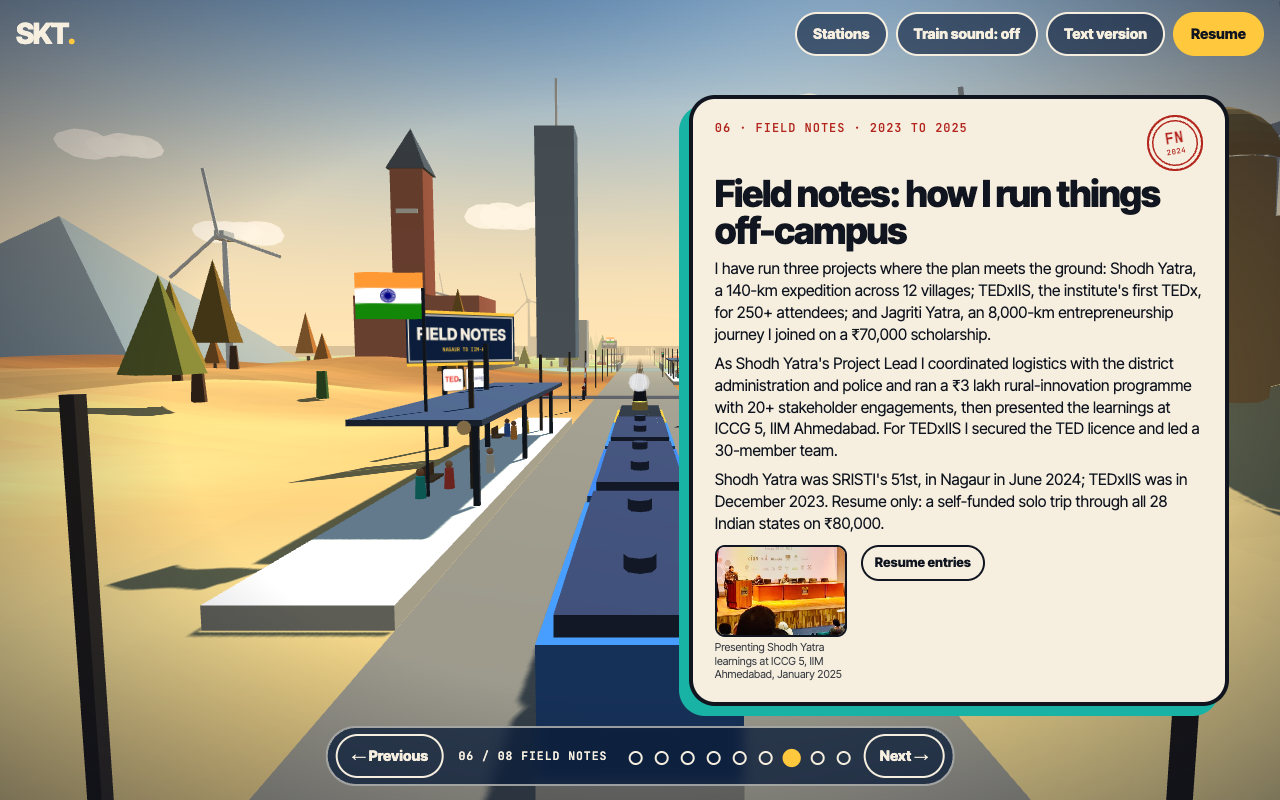 SKT.
Stations
Train sound: off
Text version
Resume
06 · FIELD NOTES · 2023 TO 2025
FN
2024
Field notes: how I run things
off-campus
I have run three projects where the plan meets the ground: Shodh Yatra,
a 140-km expedition across 12 villages; TEDxIIS, the institute's first TEDx,
for 250+ attendees; and Jagriti Yatra, an 8,000-km entrepreneurship
journey I joined on a ₹70,000 scholarship.
As Shodh Yatra's Project Lead I coordinated logistics with the district
administration and police and ran a ₹3 lakh rural-innovation programme
with 20+ stakeholder engagements, then presented the learnings at
ICCG 5, IIM Ahmedabad. For TEDxIIS I secured the TED licence and led a
30-member team.
Shodh Yatra was SRISTI's 51st, in Nagaur in June 2024; TEDxIIS was in
December 2023. Resume only: a self-funded solo trip through all 28
Indian states on ₹80,000.
Resume entries
Presenting Shodh Yatra
learnings at ICCG 5, IIM
Ahmedabad, January 2025
FIELD NOTES
NAGAUR TO IIM-A
TEDx
← Previous
06 / 08 FIELD NOTES
Next →